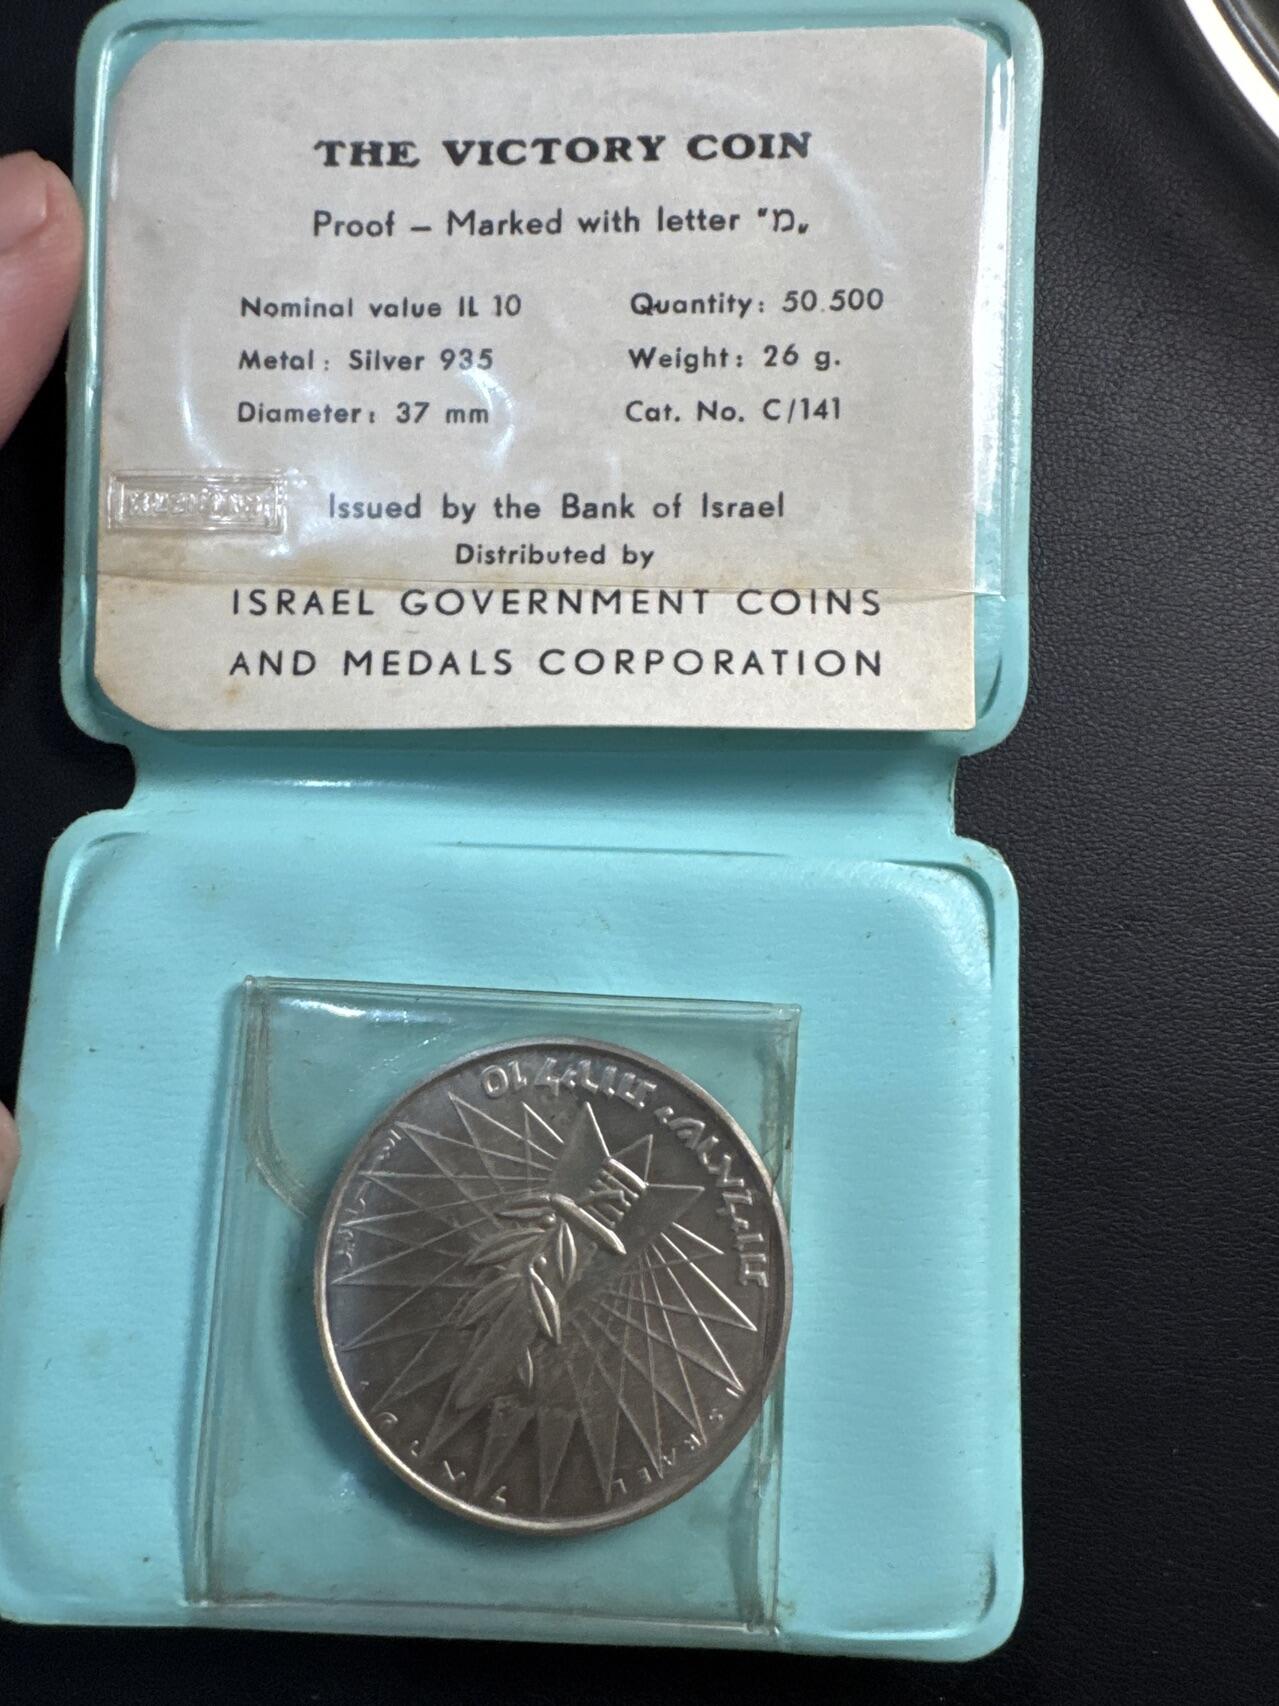 THE VICTORY COIN
Proof – Marked with letter "מ„
Nominal value IL 10
Quantity: 50.500
Metal: Silver 935
Weight: 26 g.
Diameter: 37 mm
Cat. No. C/141
Issued by the Bank of Israel
Distributed by
ISRAEL GOVERNMENT COINS
AND MEDALS CORPORATION
10
ISRAEL